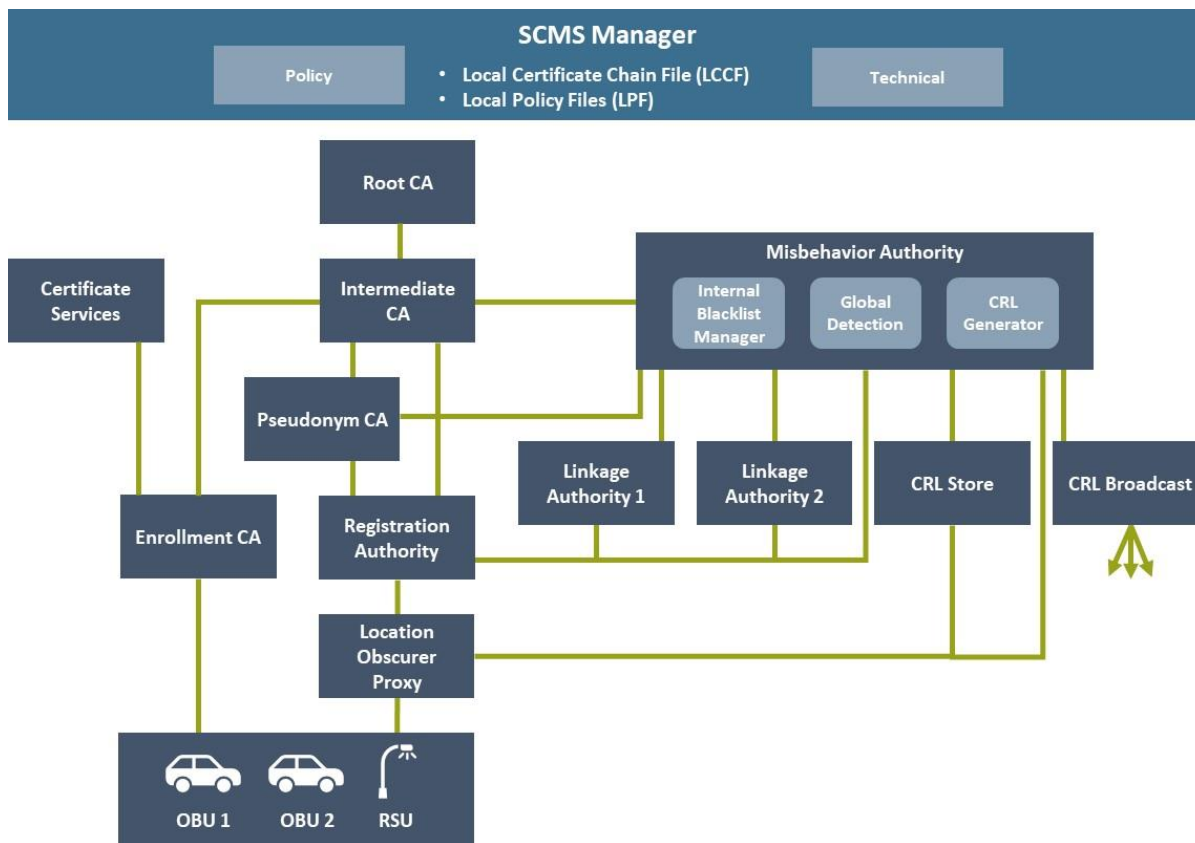 SCMS Manager
Policy
• Local Certificate Chain File (LCCF)
• Local Policy Files (LPF)
Technical
Root CA
Certificate
Services
Intermediate
CA
Misbehavior Authority
Internal
Blacklist
Manager
Global
Detection
CRL
Generator
Pseudonym CA
Linkage
Authority 1
Linkage
Authority 2
CRL Store
CRL Broadcast
Enrollment CA
Registration
Authority
Location
Obscurer
Proxy
OBU 1
OBU 2
RSU